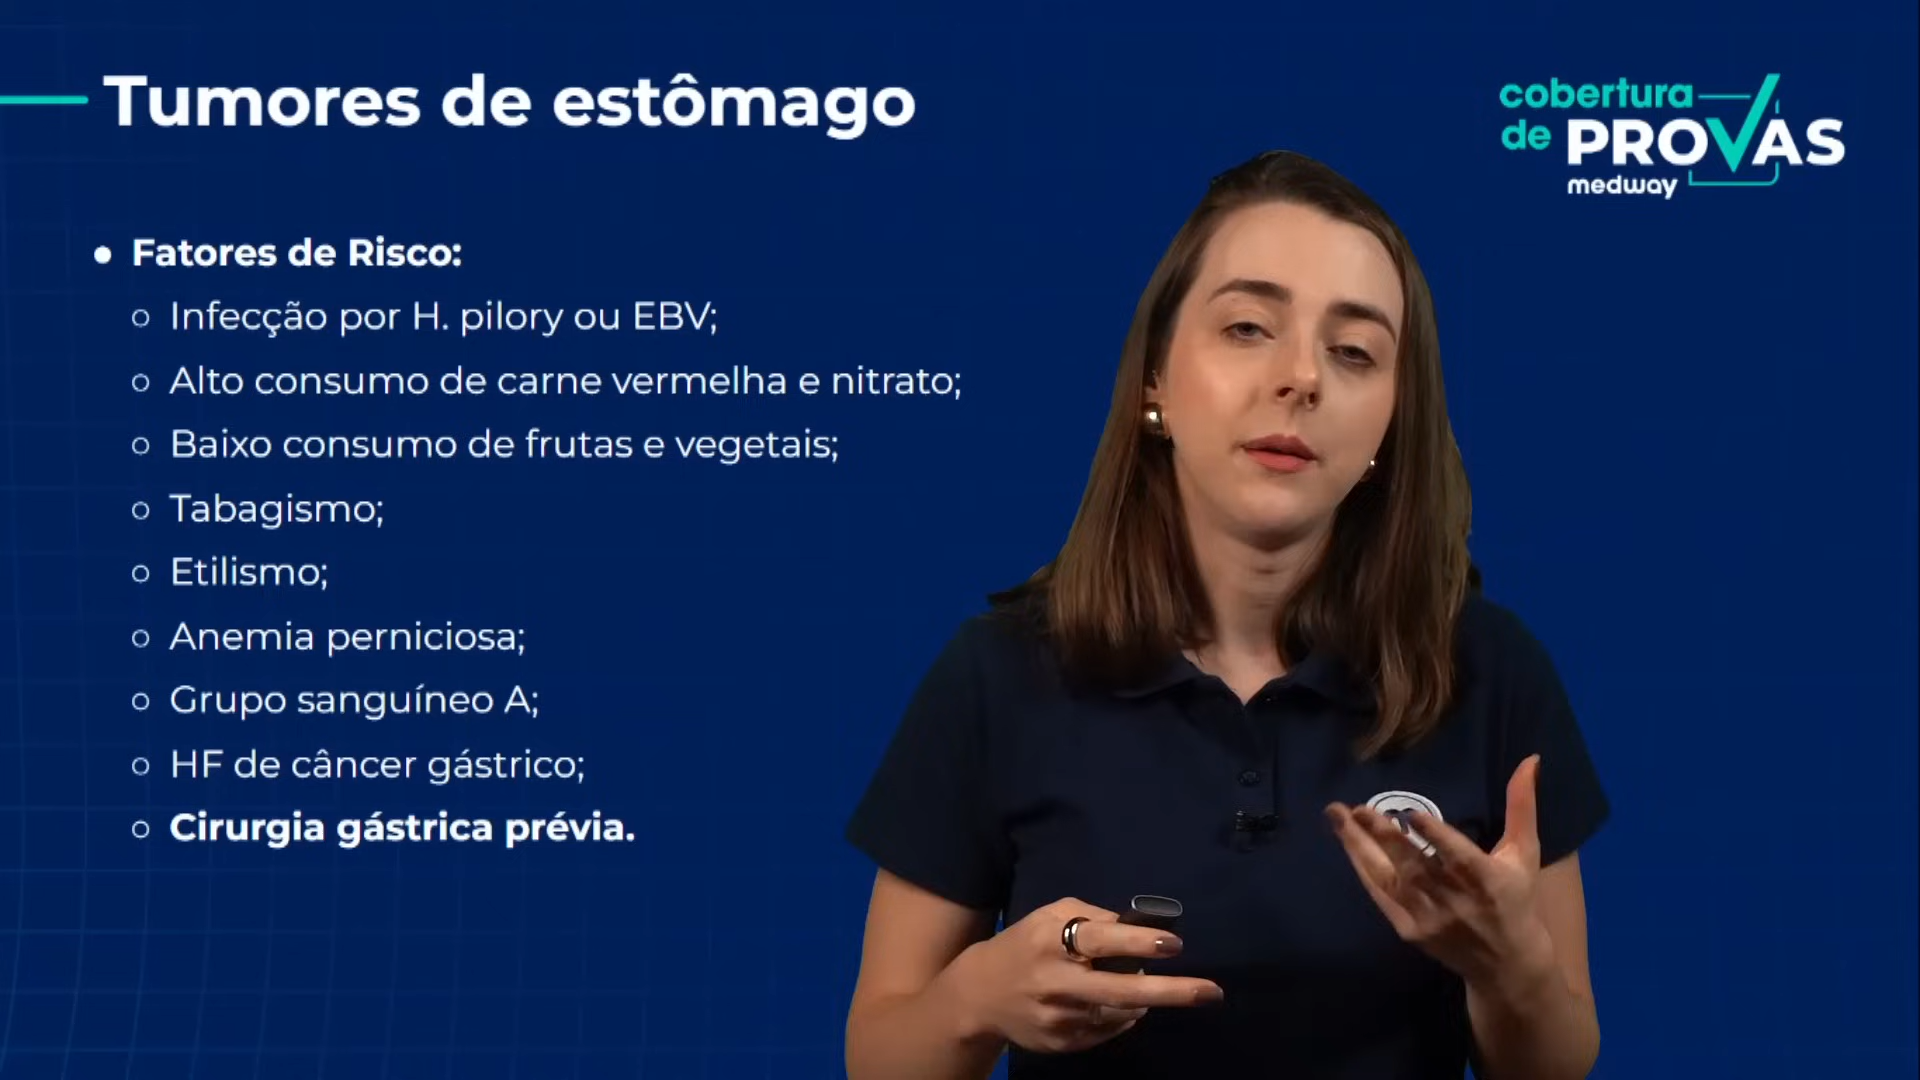 Tumores de estômago
cobertura
de PROVAS
medway
● Fatores de Risco:
○ Infecção por H. pilory ou EBV;
○ Alto consumo de carne vermelha e nitrato;
○ Baixo consumo de frutas e vegetais;
○ Tabagismo;
○ Etilismo;
○ Anemia perniciosa;
○ Grupo sanguíneo A;
○ HF de câncer gástrico;
○ Cirurgia gástrica prévia.